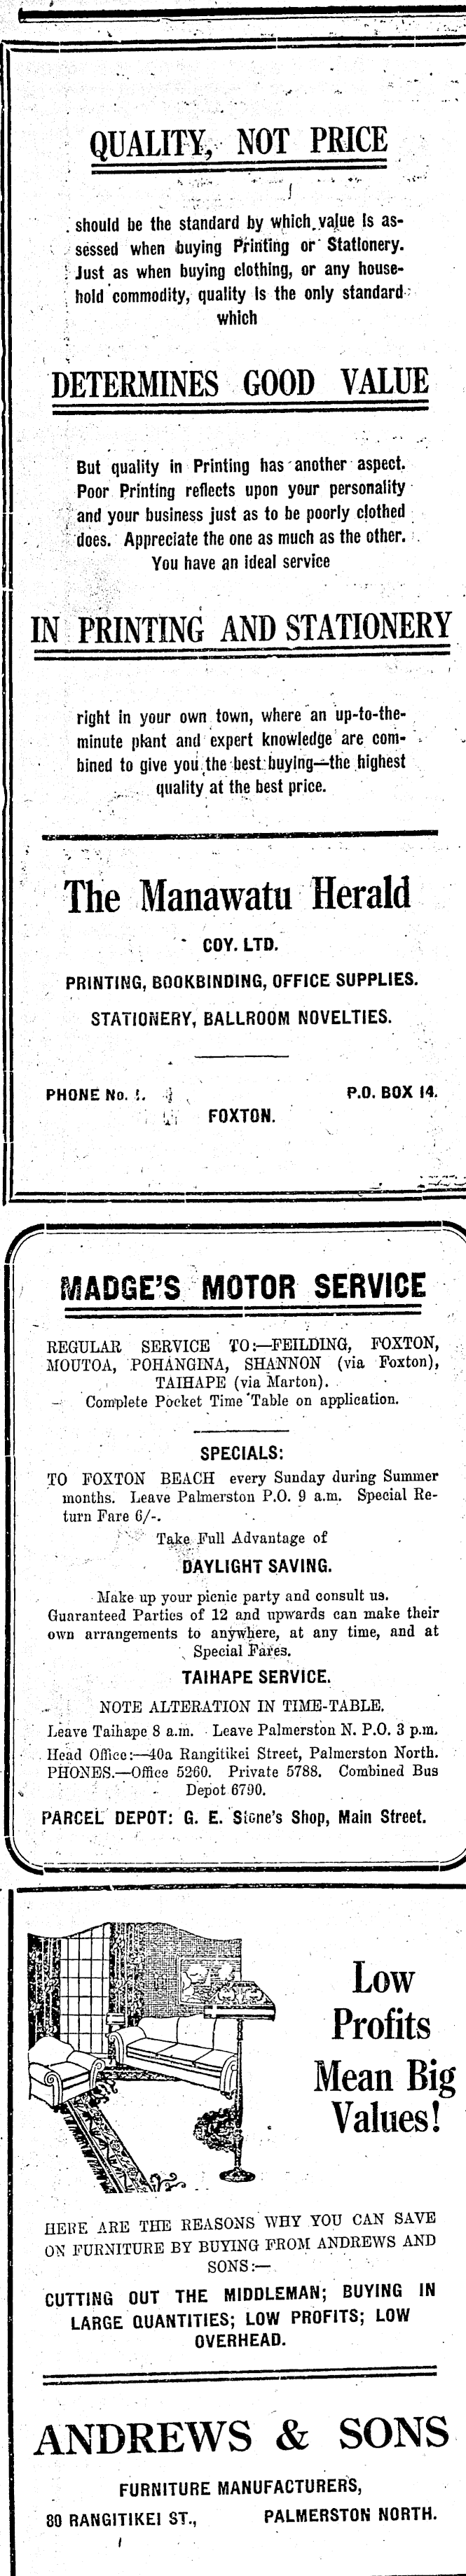 QUALITY, NOT PRICE
should be the standard by which value is as-
sessed when buying Printing or Stationery.
Just as when buying clothing, or any house-
hold commodity, quality is the only standard
which
DETERMINES GOOD VALUE
But quality in Printing has another aspect.
Poor Printing reflects upon your personality
and your business just as to be poorly clothed
does. Appreciate the one as much as the other.
You have an ideal service
IN PRINTING AND STATIONERY
right in your own town, where an up-to-the-
minute plant and expert knowledge are com-
bined to give you the best buying—the highest
quality at the best price.
The Manawatu Herald
COY. LTD.
PRINTING, BOOKBINDING, OFFICE SUPPLIES.
STATIONERY, BALLROOM NOVELTIES.
PHONE No. P.O. BOX 14.
FOXTON.
MADGE'S MOTOR SERVICE
REGULAR SERVICE TO:—FEILDING, FOXTON,
MOUTOA, POHANGINA, SHANNON (via Foxton),
TAIHAPE (via Marton).
Complete Pocket Time Table on application.
SPECIALS:
TO FOXTON BEACH every Sunday during Summer
months. Leave Palmerston P.O. 9 a.m. Special Re-
turn Fare 6/-.
Take Full Advantage of
DAYLIGHT SAVING.
Make up your picnic party and consult us.
Guaranteed Parties of 12 and upwards can make their
own arrangements to anywhere, at any time, and at
Special Fares.
TAIHAPE SERVICE.
NOTE ALTERATION IN TIME-TABLE.
Leave Taihape 8 a.m. Leave Palmerston N. P.O. 3 p.m.
Head Office:—40a Rangitikei Street, Palmerston North.
PHONES.—Office 5260. Private 5788. Combined Bus
Depot 6790.
PARCEL DEPOT: G. E. Stone's Shop, Main Street.
Low
Profits
Mean Big
Values!
HERE ARE THE REASONS WHY YOU CAN SAVE
ON FURNITURE BY BUYING FROM ANDREWS AND
SONS:—
CUTTING OUT THE MIDDLEMAN; BUYING IN
LARGE QUANTITIES; LOW PROFITS; LOW
OVERHEAD.
ANDREWS & SONS
FURNITURE MANUFACTURERS,
80 RANGITIKEI ST., PALMERSTON NORTH.